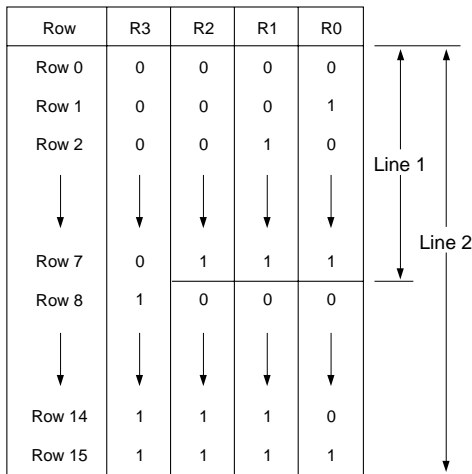 Row R3 R2 R1 R0
Row 0 0 0 0 0
Row 1 0 0 0 1
Row 2 0 0 1 0
Line 1
Line 2
Row 7 0 1 1 1
Row 8 1 0 0 0
Row 14 1 1 1 0
Row 15 1 1 1 1